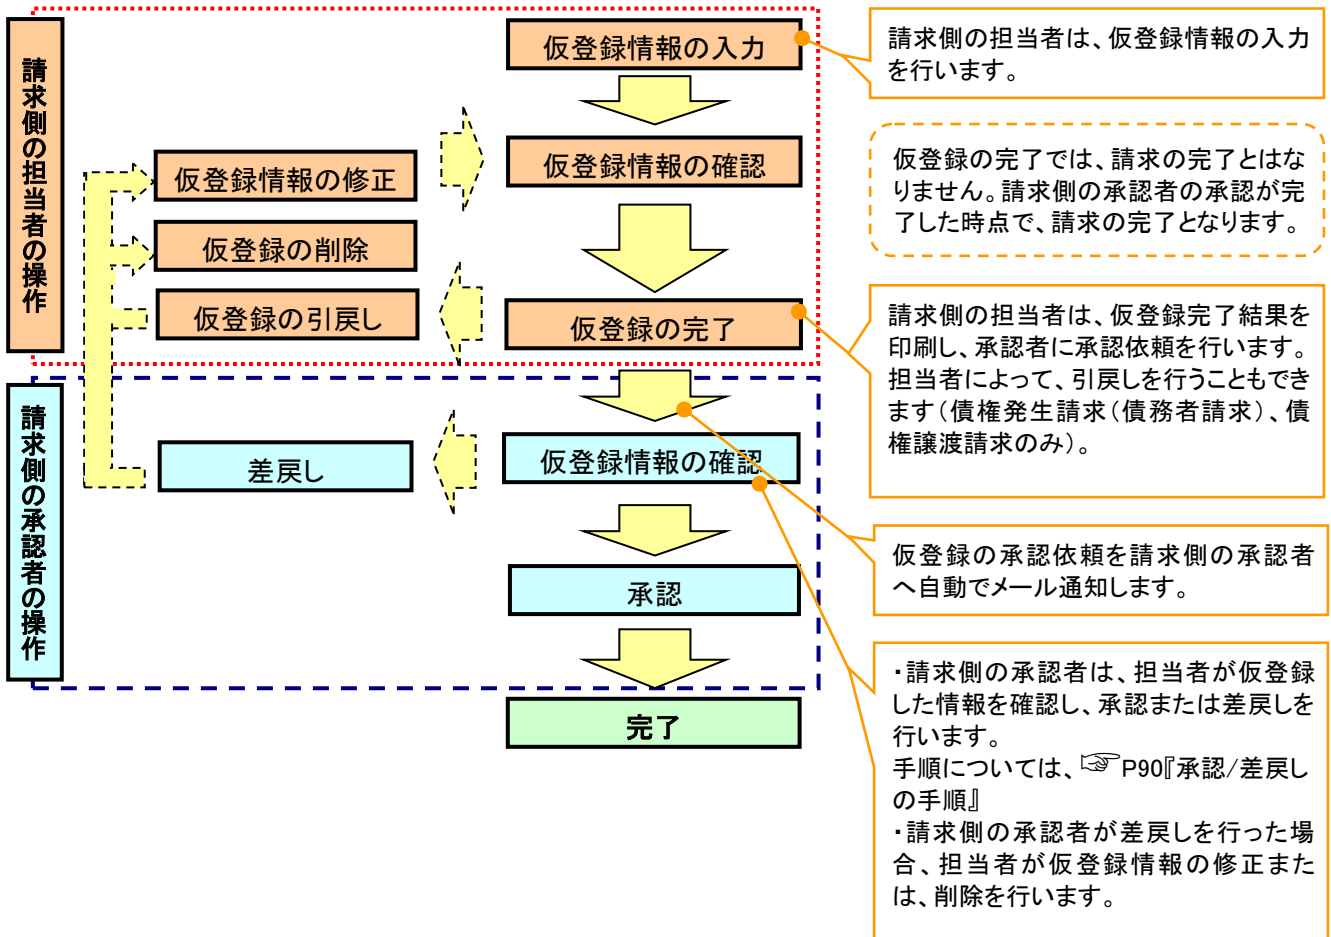 請求側の担当者の操作
仮登録情報の入力
仮登録情報の修正
仮登録情報の確認
仮登録の削除
仮登録の引戻し
仮登録の完了
請求側の承認者の操作
差戻し
仮登録情報の確認
承認
完了
請求側の担当者は、仮登録情報の入力
を行います。
仮登録の完了では、請求の完了とはな
りません。請求側の承認者の承認が完
了した時点で、請求の完了となります。
請求側の担当者は、仮登録完了結果を
印刷し、承認者に承認依頼を行います。
担当者によって、引戻しを行うこともでき
ます(債権発生請求(債務者請求)、債
権譲渡請求のみ)。
仮登録の承認依頼を請求側の承認者
へ自動でメール通知します。
・請求側の承認者は、担当者が仮登録
した情報を確認し、承認または差戻しを
行います。
手順については、☞P90『承認/差戻し
の手順』
・請求側の承認者が差戻しを行った場
合、担当者が仮登録情報の修正また
は、削除を行います。